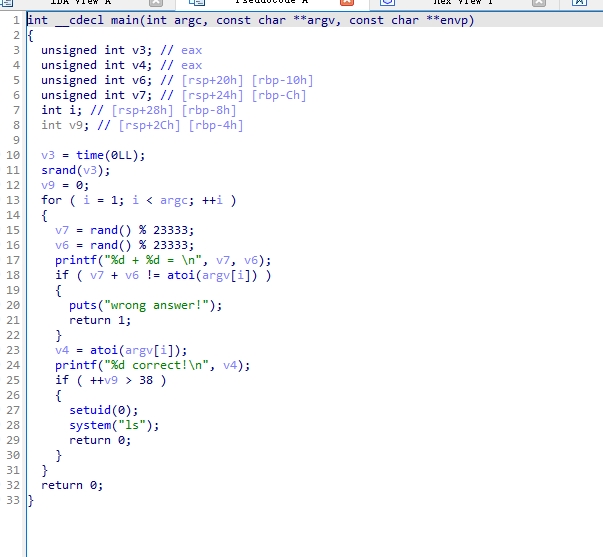 IDA View-A Pseudocode-A Hex View-1
1 int __cdecl main(int argc, const char **argv, const char **envp)
2 {
3   unsigned int v3; // eax
4   unsigned int v4; // eax
5   unsigned int v6; // [rsp+20h] [rbp-10h]
6   unsigned int v7; // [rsp+24h] [rbp-Ch]
7   int i; // [rsp+28h] [rbp-8h]
8   int v9; // [rsp+2Ch] [rbp-4h]
9
10   v3 = time(0LL);
11   srand(v3);
12   v9 = 0;
13   for ( i = 1; i < argc; ++i )
14   {
15     v7 = rand() % 23333;
16     v6 = rand() % 23333;
17     printf("%d + %d = \n", v7, v6);
18     if ( v7 + v6 != atoi(argv[i]) )
19     {
20       puts("wrong answer!");
21       return 1;
22     }
23     v4 = atoi(argv[i]);
24     printf("%d correct!\n", v4);
25     if ( ++v9 > 38 )
26     {
27       setuid(0);
28       system("ls");
29       return 0;
30     }
31   }
32   return 0;
33 }